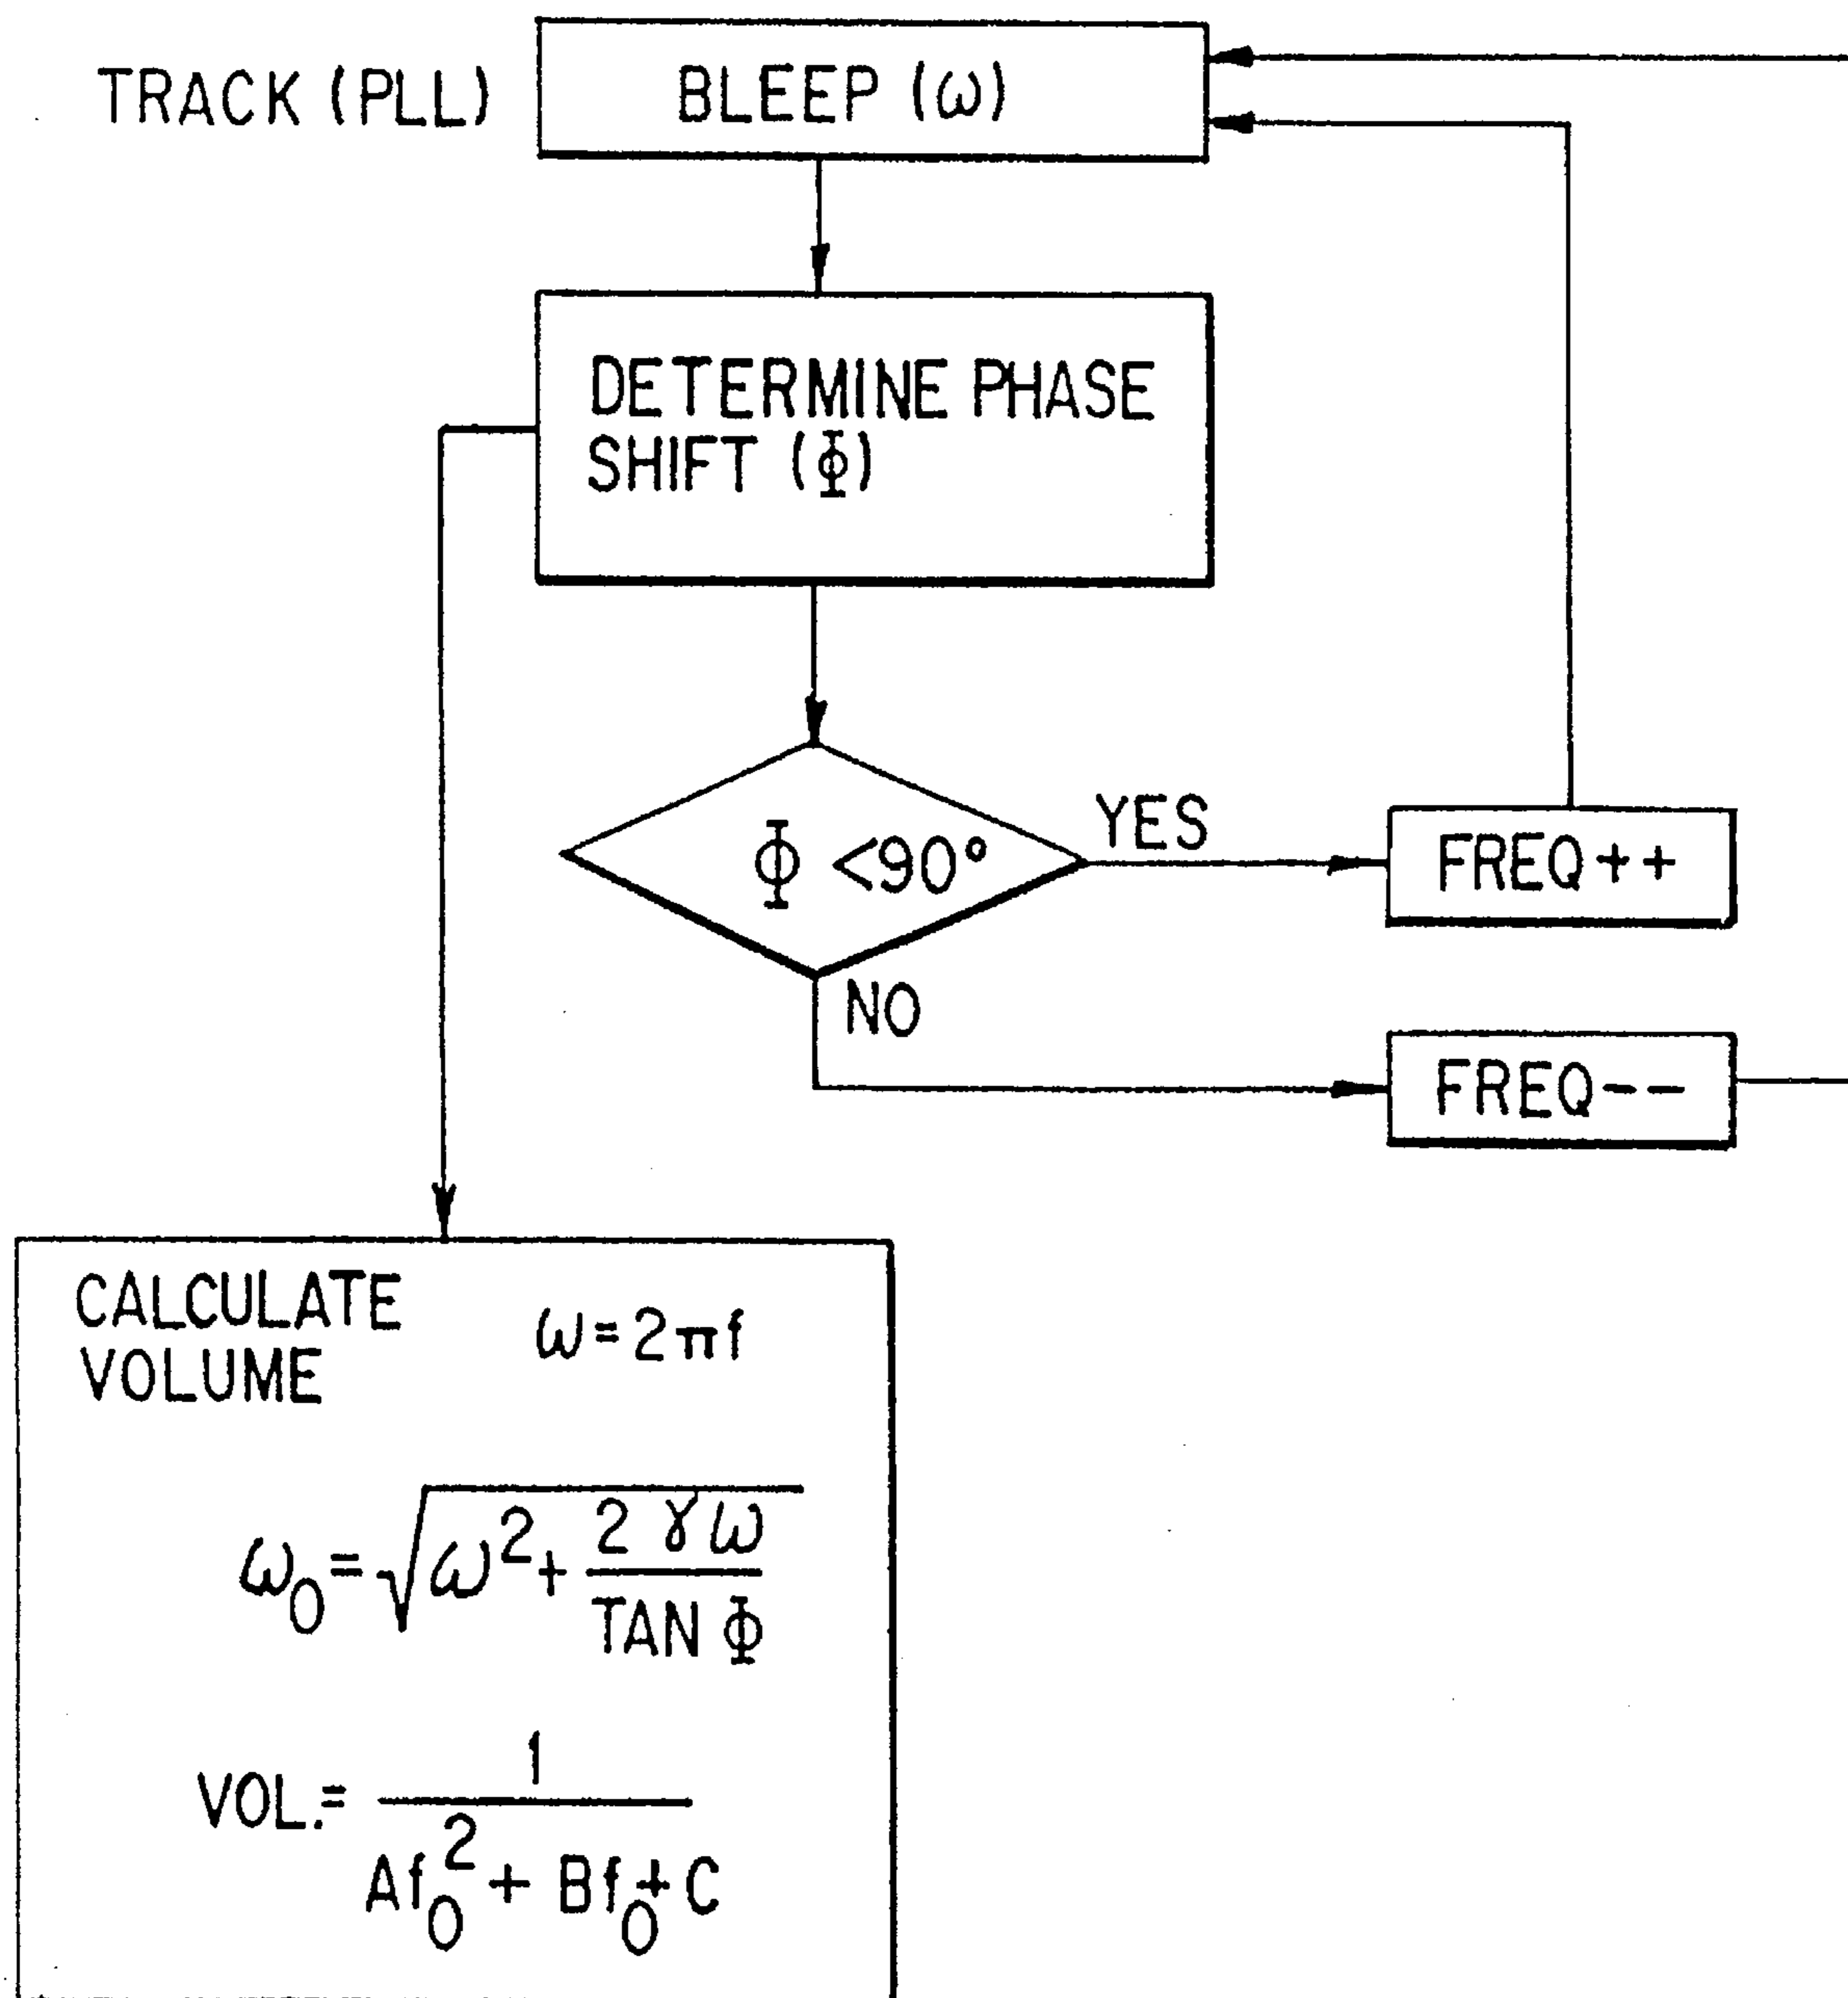 TRACK (PLL)
BLEEP (ω)
DETERMINE PHASE
SHIFT (Φ)
Φ <90°
YES
FREQ++
NO
FREQ--
CALCULATE
VOLUME
ω=2πf
ω₀=√ω²+ 2γω / TAN Φ
VOL.= 1 / Af₀²+ Bf₀+C